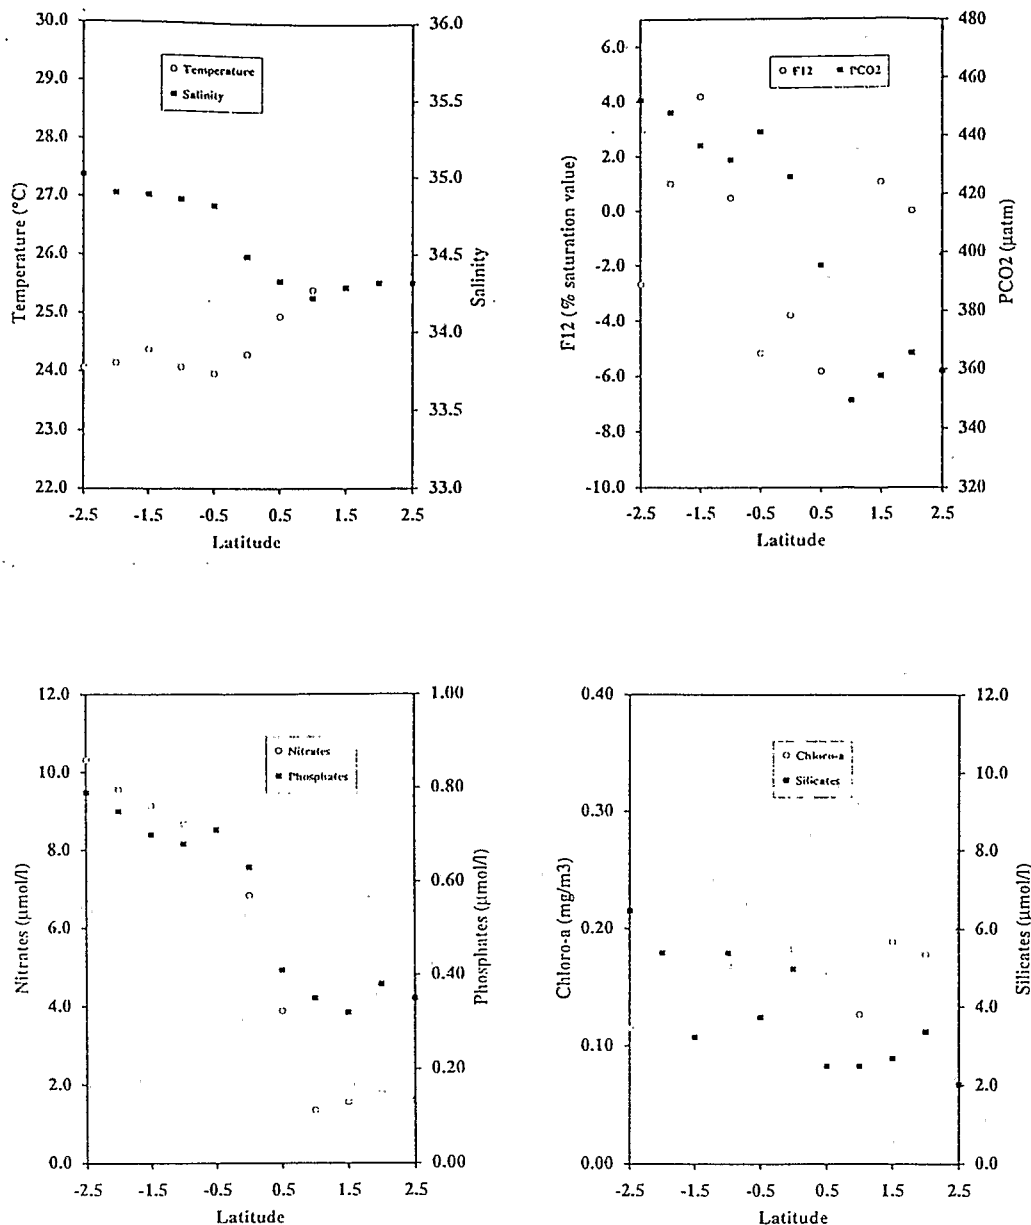 30.0
29.0
28.0
27.0
26.0
25.0
24.0
23.0
22.0
Temperature (°C)
Temperature
Salinity
36.0
35.5
35.0
34.5
34.0
33.5
33.0
Salinity
-2.5 -1.5 -0.5 0.5 1.5 2.5
Latitude
6.0
4.0
2.0
0.0
-2.0
-4.0
-6.0
-8.0
-10.0
F12 (% saturation value)
F12 PCO2
480
460
440
420
400
380
360
340
320
PCO2 (µatm)
-2.5 -1.5 -0.5 0.5 1.5 2.5
Latitude
12.0
10.0
8.0
6.0
4.0
2.0
0.0
Nitrates (µmol/l)
Nitrates
Phosphates
1.00
0.80
0.60
0.40
0.20
0.00
Phosphates (µmol/l)
-2.5 -1.5 -0.5 0.5 1.5 2.5
Latitude
0.40
0.30
0.20
0.10
0.00
Chloro-a (mg/m3)
Chloro-a
Silicates
12.0
10.0
8.0
6.0
4.0
2.0
0.0
Silicates (µmol/l)
-2.5 -1.5 -0.5 0.5 1.5 2.5
Latitude